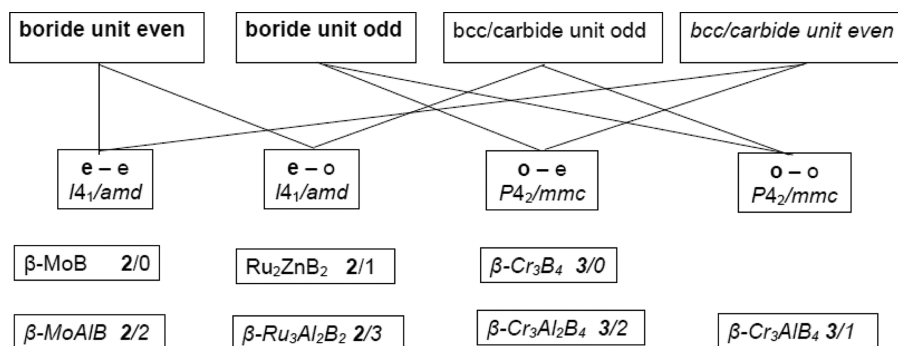 boride unit even
boride unit odd
bcc/carbide unit odd
bcc/carbide unit even
e – e
I4₁/amd
e – o
I4₁/amd
o – e
P4₂/mmc
o – o
P4₂/mmc
β-MoB 2/0
Ru₂ZnB₂ 2/1
β-Cr₃B₄ 3/0
β-MoAlB 2/2
β-Ru₃Al₂B₂ 2/3
β-Cr₃Al₂B₄ 3/2
β-Cr₃AlB₄ 3/1